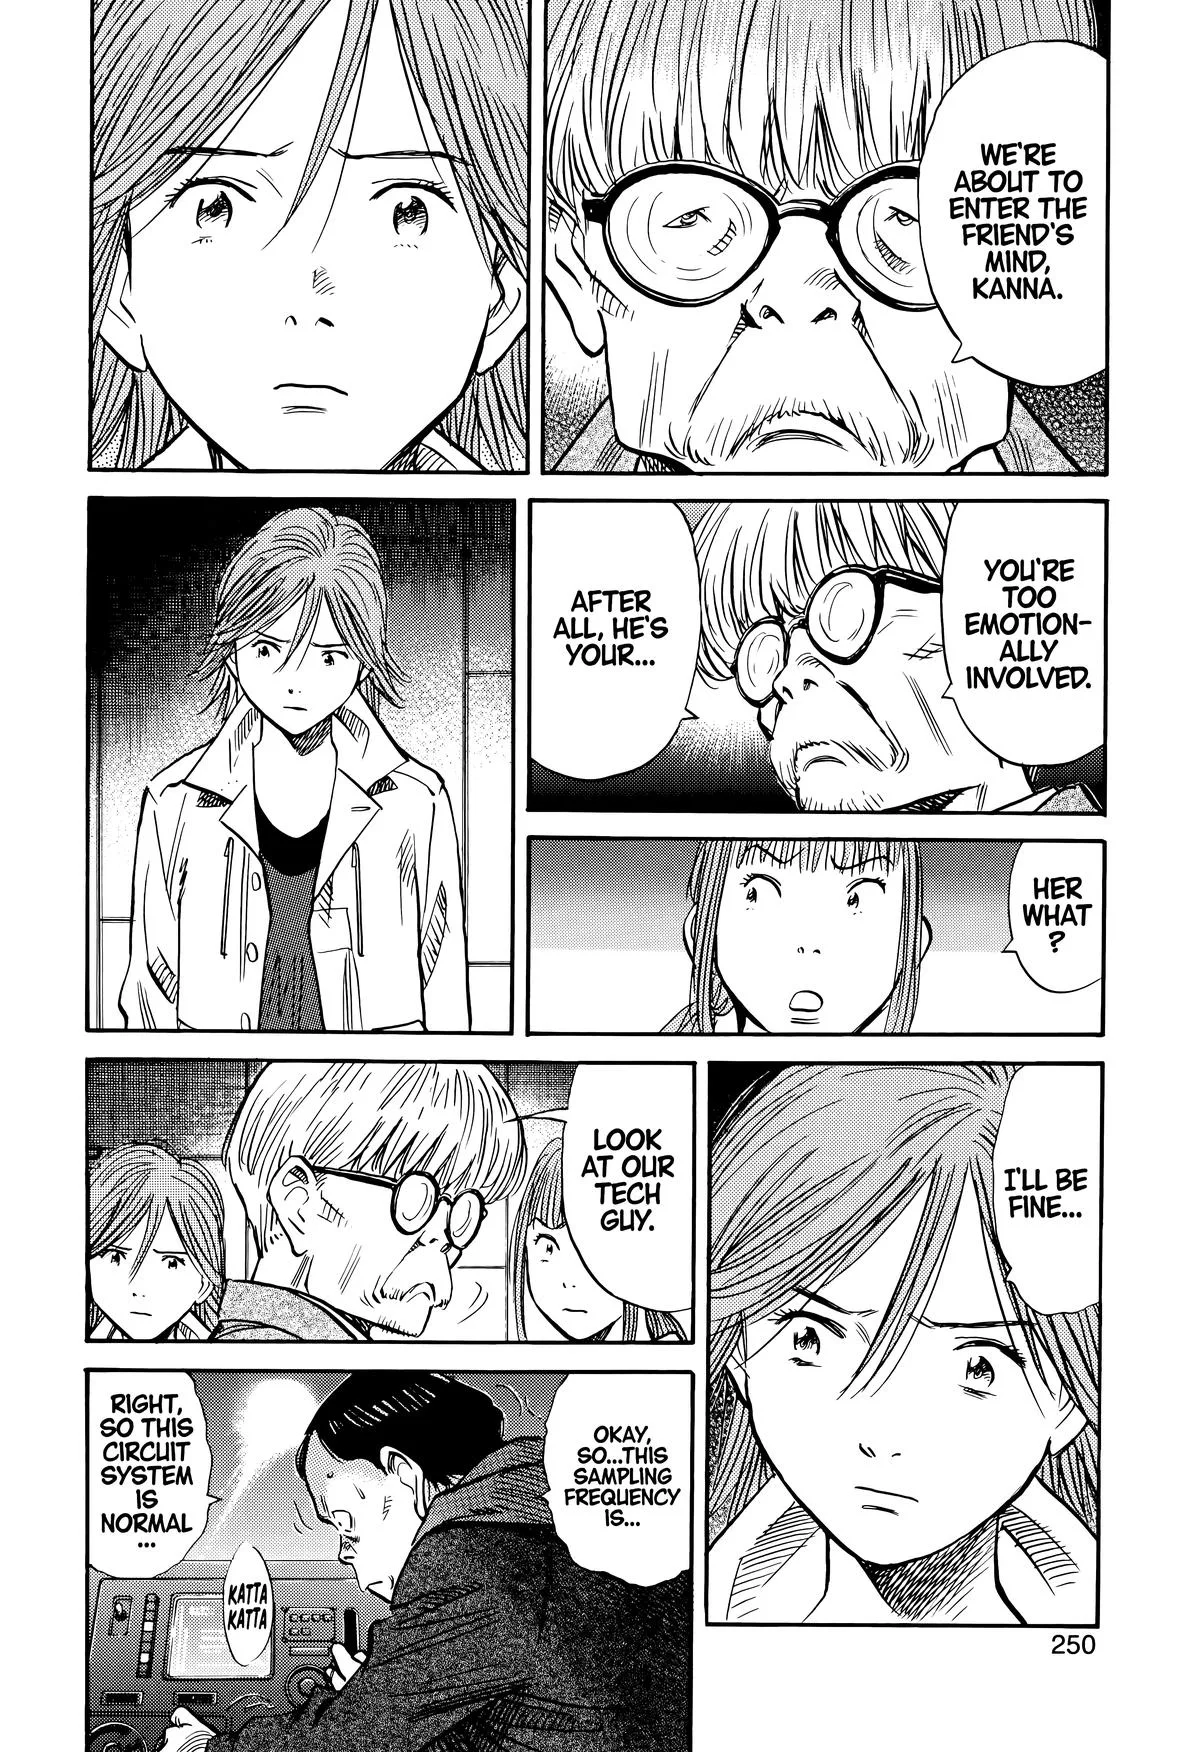 WE'RE
ABOUT TO
ENTER THE
FRIEND'S
MIND,
KANNA.
YOU'RE
TOO
EMOTION-
ALLY
INVOLVED.
AFTER
ALL, HE'S
YOUR...
HER
WHAT
?
I'LL BE
FINE...
LOOK
AT OUR
TECH
GUY.
OKAY,
SO...THIS
SAMPLING
FREQUENCY
IS...
RIGHT,
SO THIS
CIRCUIT
SYSTEM
IS
NORMAL
...
KATTA
KATTA
250